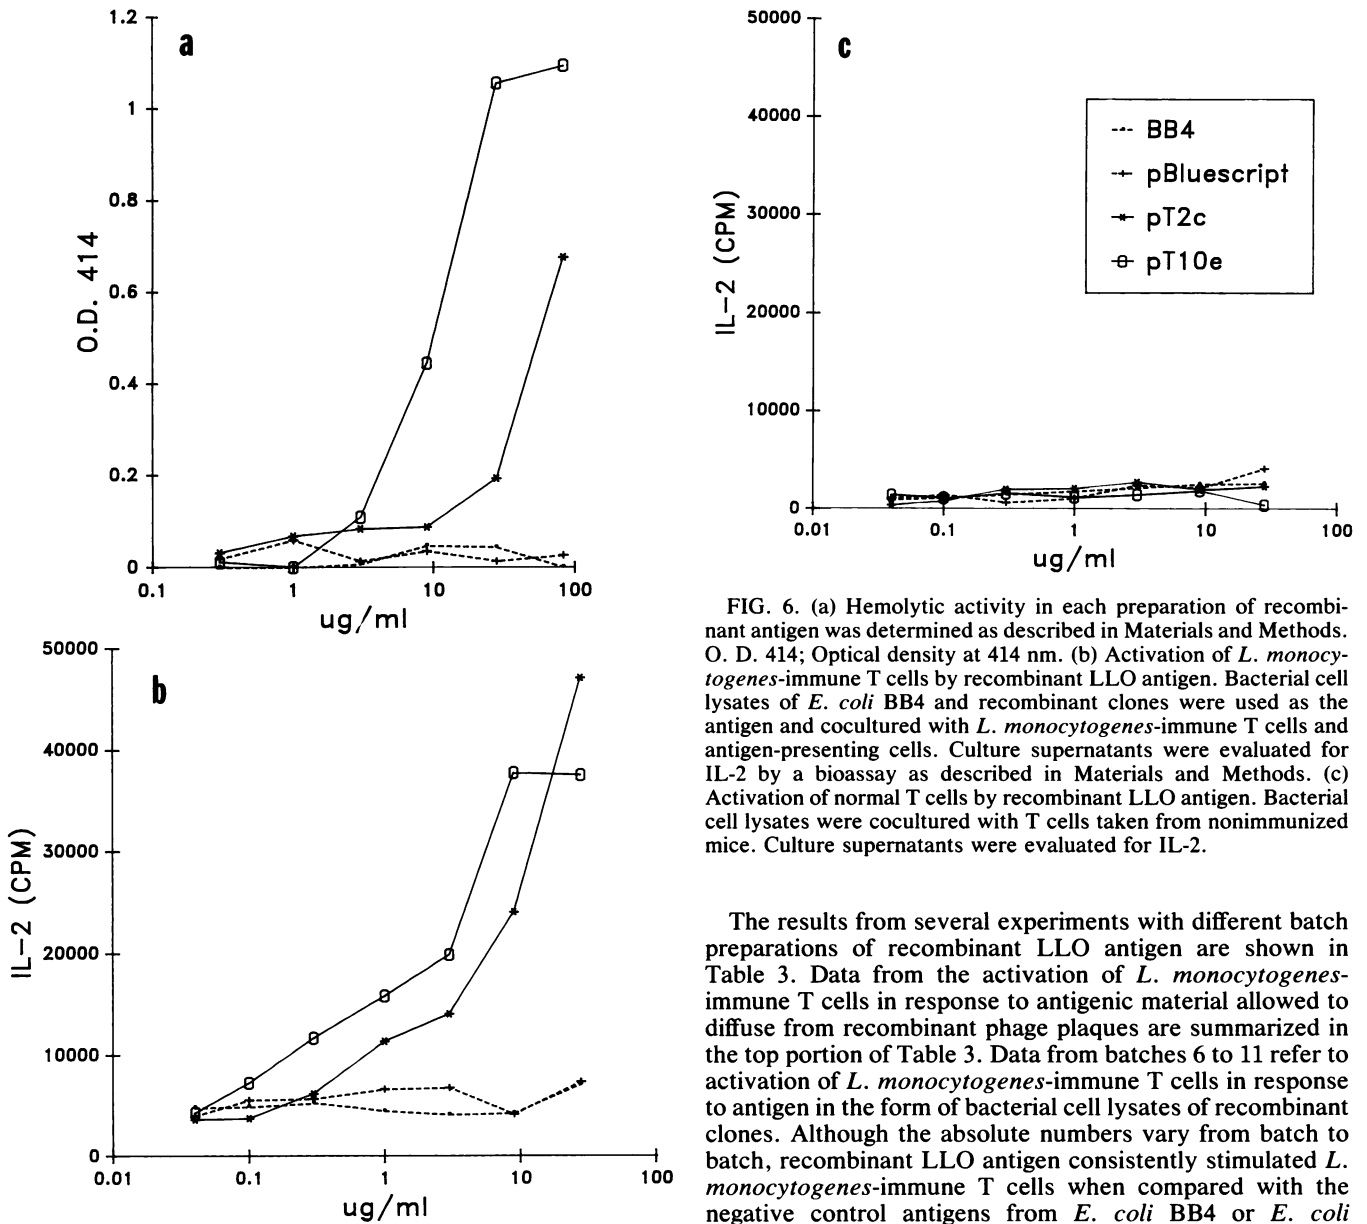 a
1.2
1
0.8
0.6
0.4
0.2
0
O.D. 414
0.1
1
10
100
ug/ml
b
50000
40000
30000
20000
10000
0
IL-2 (CPM)
0.01
0.1
1
10
100
ug/ml
c
50000
40000
30000
20000
10000
0
IL-2 (CPM)
BB4
pBluescript
pT2c
pT10e
0.01
0.1
1
10
100
ug/ml
FIG. 6. (a) Hemolytic activity in each preparation of recombi-
nant antigen was determined as described in Materials and Methods.
O. D. 414; Optical density at 414 nm. (b) Activation of L. monocy-
togenes-immune T cells by recombinant LLO antigen. Bacterial cell
lysates of E. coli BB4 and recombinant clones were used as the
antigen and cocultured with L. monocytogenes-immune T cells and
antigen-presenting cells. Culture supernatants were evaluated for
IL-2 by a bioassay as described in Materials and Methods. (c)
Activation of normal T cells by recombinant LLO antigen. Bacterial
cell lysates were cocultured with T cells taken from nonimmunized
mice. Culture supernatants were evaluated for IL-2.
The results from several experiments with different batch
preparations of recombinant LLO antigen are shown in
Table 3. Data from the activation of L. monocytogenes-
immune T cells in response to antigenic material allowed to
diffuse from recombinant phage plaques are summarized in
the top portion of Table 3. Data from batches 6 to 11 refer to
activation of L. monocytogenes-immune T cells in response
to antigen in the form of bacterial cell lysates of recombinant
clones. Although the absolute numbers vary from batch to
batch, recombinant LLO antigen consistently stimulated L.
monocytogenes-immune T cells when compared with the
negative control antigens from E. coli BB4 or E. coli